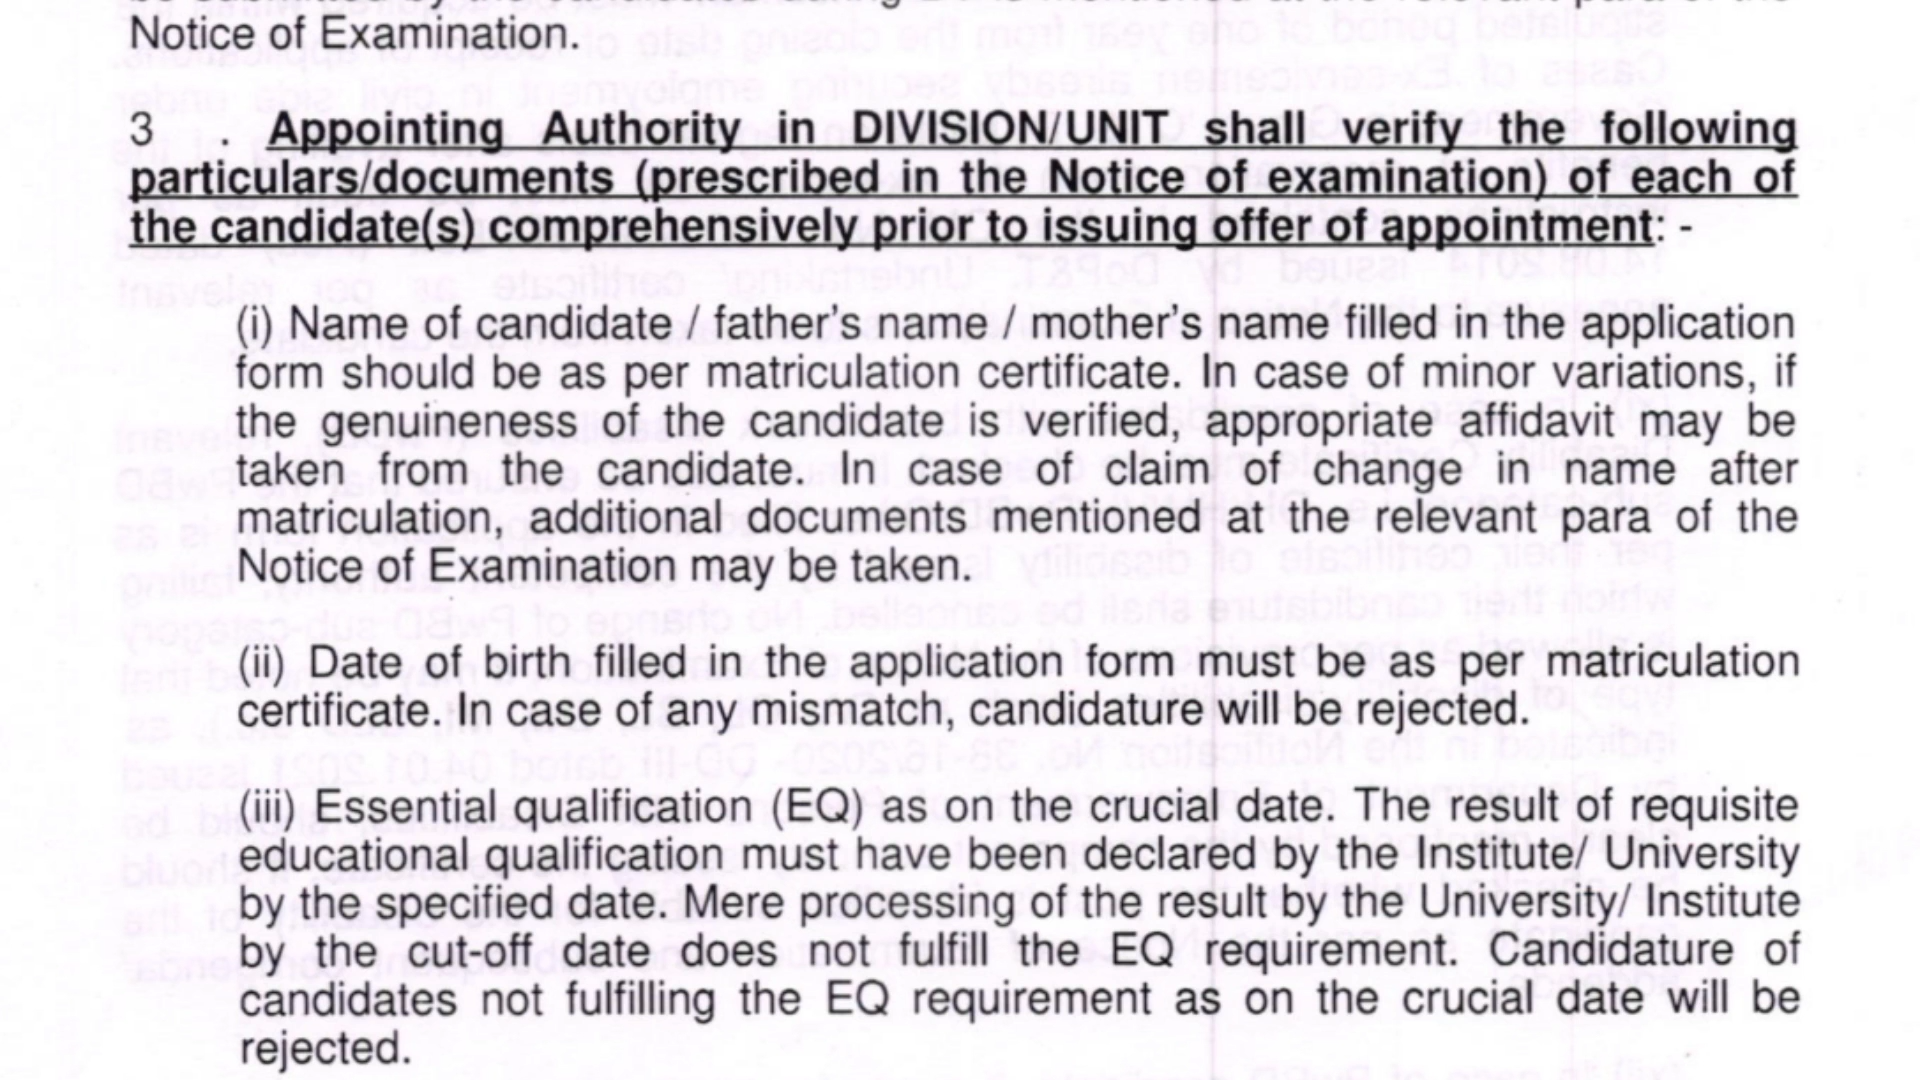 Notice of Examination.
3 . Appointing Authority in DIVISION/UNIT shall verify the following
particulars/documents (prescribed in the Notice of examination) of each of
the candidate(s) comprehensively prior to issuing offer of appointment: -
(i) Name of candidate / father's name / mother's name filled in the application
form should be as per matriculation certificate. In case of minor variations, if
the genuineness of the candidate is verified, appropriate affidavit may be
taken from the candidate. In case of claim of change in name after
matriculation, additional documents mentioned at the relevant para of the
Notice of Examination may be taken.
(ii) Date of birth filled in the application form must be as per matriculation
certificate. In case of any mismatch, candidature will be rejected.
(iii) Essential qualification (EQ) as on the crucial date. The result of requisite
educational qualification must have been declared by the Institute/ University
by the specified date. Mere processing of the result by the University/ Institute
by the cut-off date does not fulfill the EQ requirement. Candidature of
candidates not fulfilling the EQ requirement as on the crucial date will be
rejected.